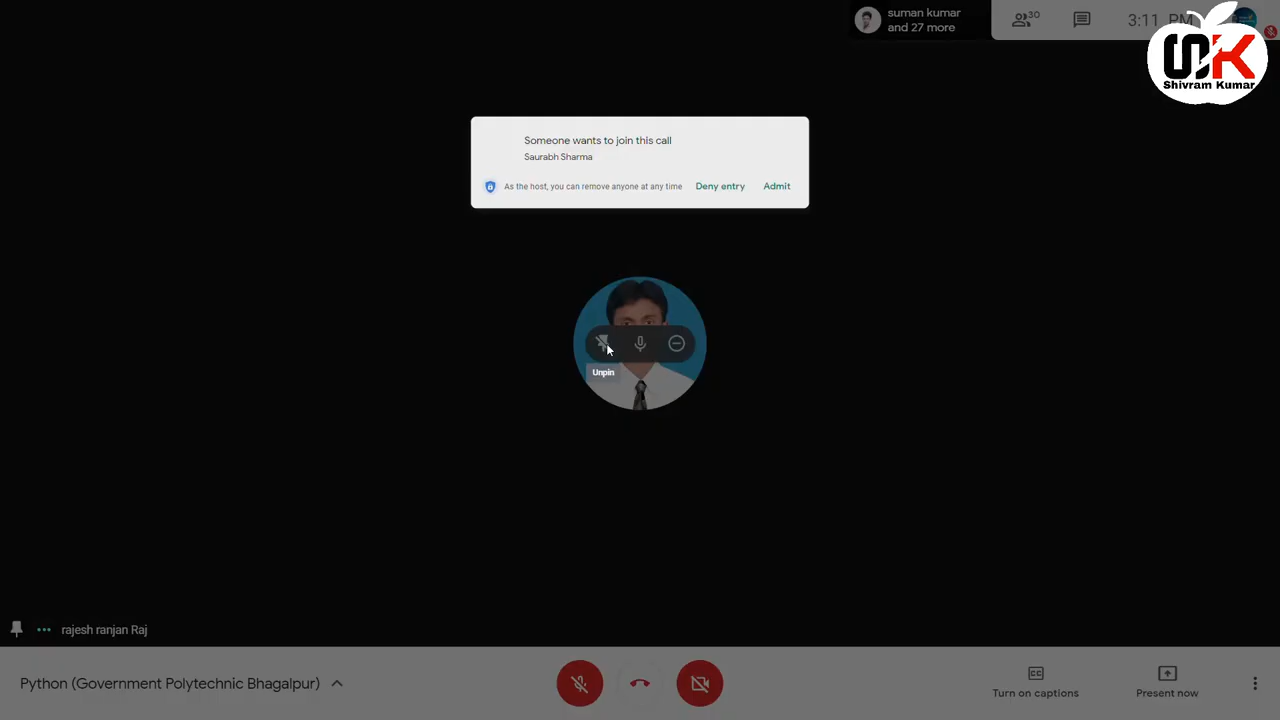 suman kumar
and 27 more
30
3:11 PM
SK
Shivram Kumar
Someone wants to join this call
Saurabh Sharma
As the host, you can remove anyone at any time
Deny entry
Admit
Unpin
rajesh ranjan Raj
Python (Government Polytechnic Bhagalpur)
CC
Turn on captions
Present now